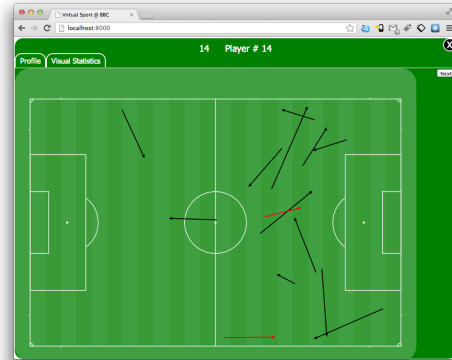 Virtual Sport @ BBC
localhost:8000
14 Player # 14
Profile Visual Statistics
Next
X